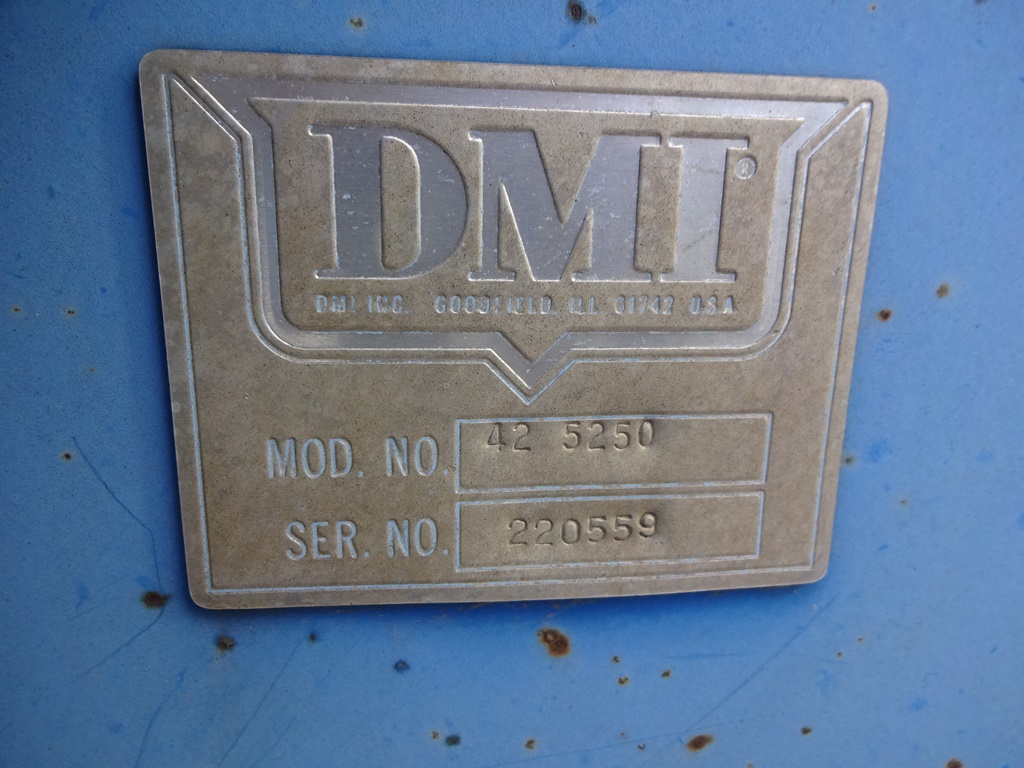 DMI®
DMI INC. GOODFIELD, ILL. 61742 U.S.A.
MOD. NO. 42 5250
SER. NO. 220559